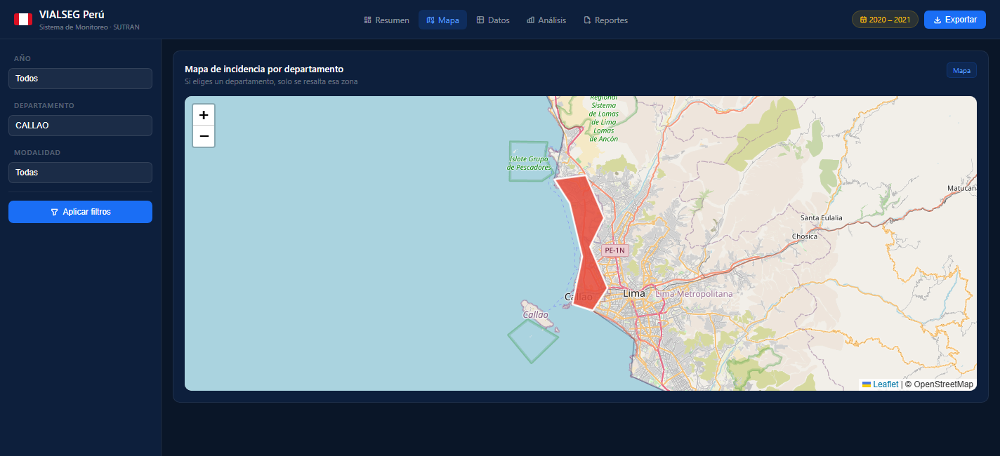 VIALSEG Perú
Sistema de Monitoreo · SUTRAN
Resumen
Mapa
Datos
Análisis
Reportes
2020 – 2021
Exportar
AÑO
Todos
DEPARTAMENTO
CALLAO
MODALIDAD
Todas
Aplicar filtros
Mapa de incidencia por departamento
Si eliges un departamento, solo se resalta esa zona
Mapa
+
−
Regional
Sistema
de Lomas
de Lima
Lomas
de Ancón
Islote Grupo
de Pescadores
Matucan
Santa Eulalia
Chosica
PE-1N
Callao
Lima
Lima Metropolitana
Callao
Leaflet | © OpenStreetMap